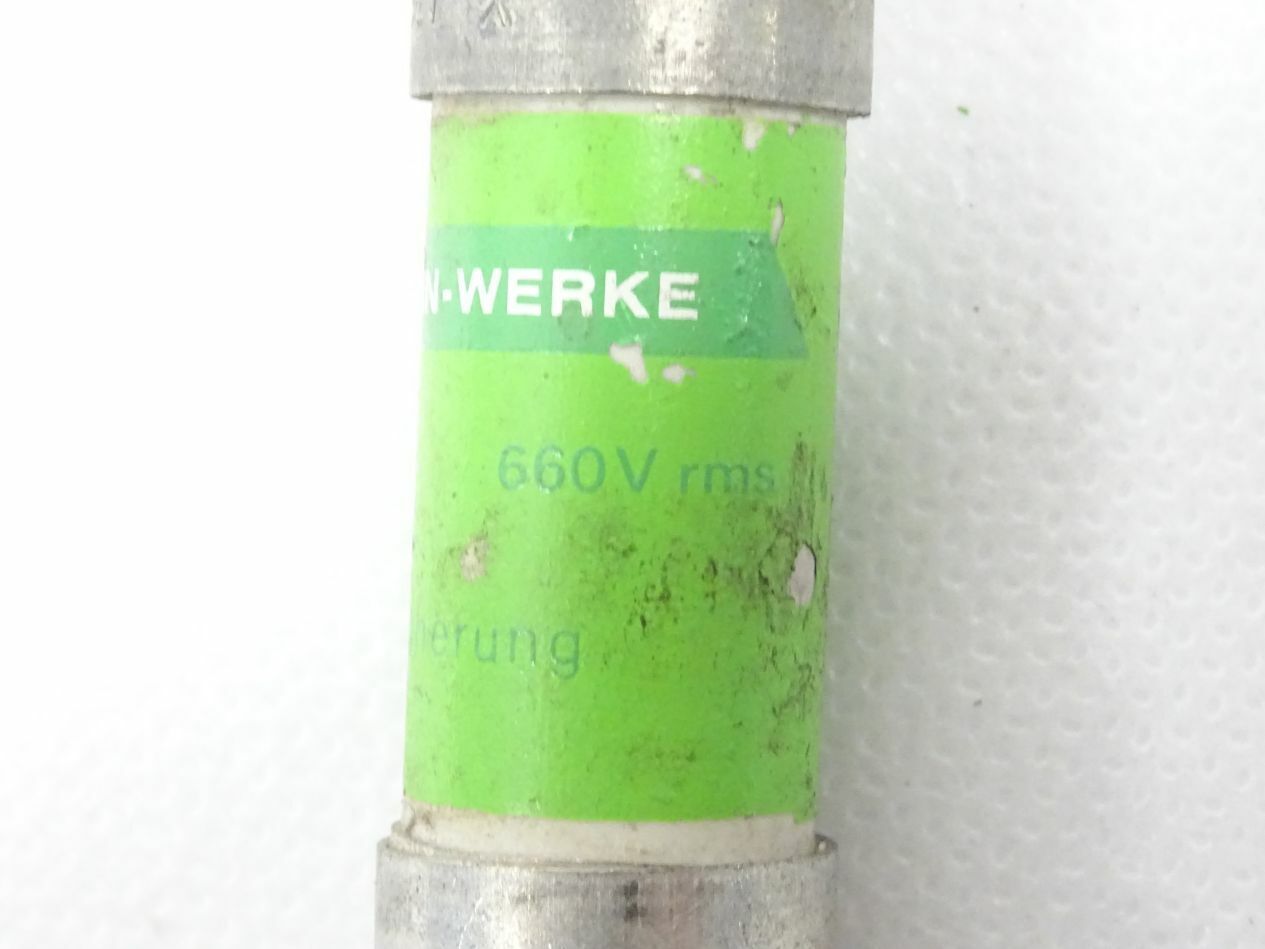 N-WERKE
660V rms
herung